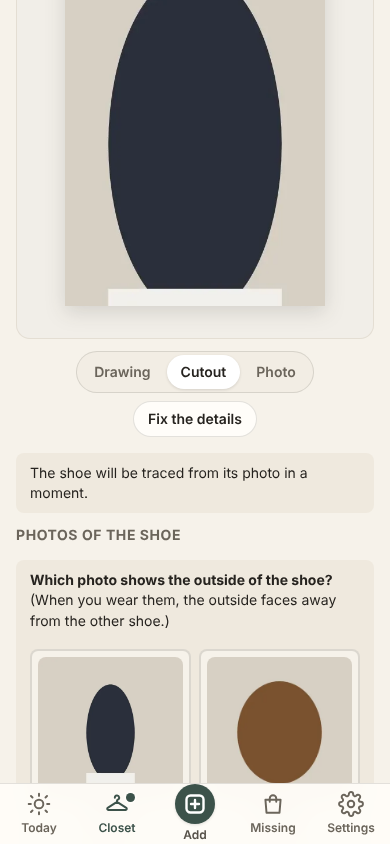 Drawing
Cutout
Photo
Fix the details
The shoe will be traced from its photo in a
moment.
PHOTOS OF THE SHOE
Which photo shows the outside of the shoe?
(When you wear them, the outside faces away
from the other shoe.)
Today
Closet
Add
Missing
Settings